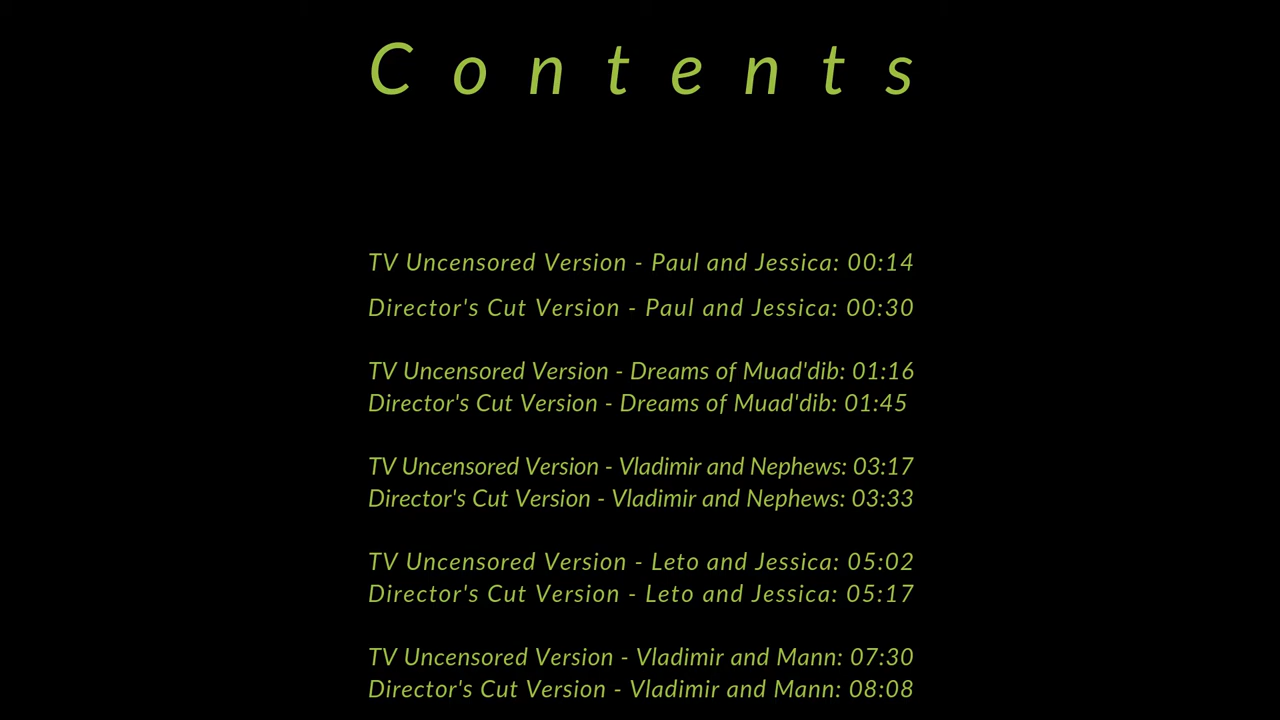 Contents
TV Uncensored Version - Paul and Jessica: 00:14
Director's Cut Version - Paul and Jessica: 00:30
TV Uncensored Version - Dreams of Muad'dib: 01:16
Director's Cut Version - Dreams of Muad'dib: 01:45
TV Uncensored Version - Vladimir and Nephews: 03:17
Director's Cut Version - Vladimir and Nephews: 03:33
TV Uncensored Version - Leto and Jessica: 05:02
Director's Cut Version - Leto and Jessica: 05:17
TV Uncensored Version - Vladimir and Mann: 07:30
Director's Cut Version - Vladimir and Mann: 08:08